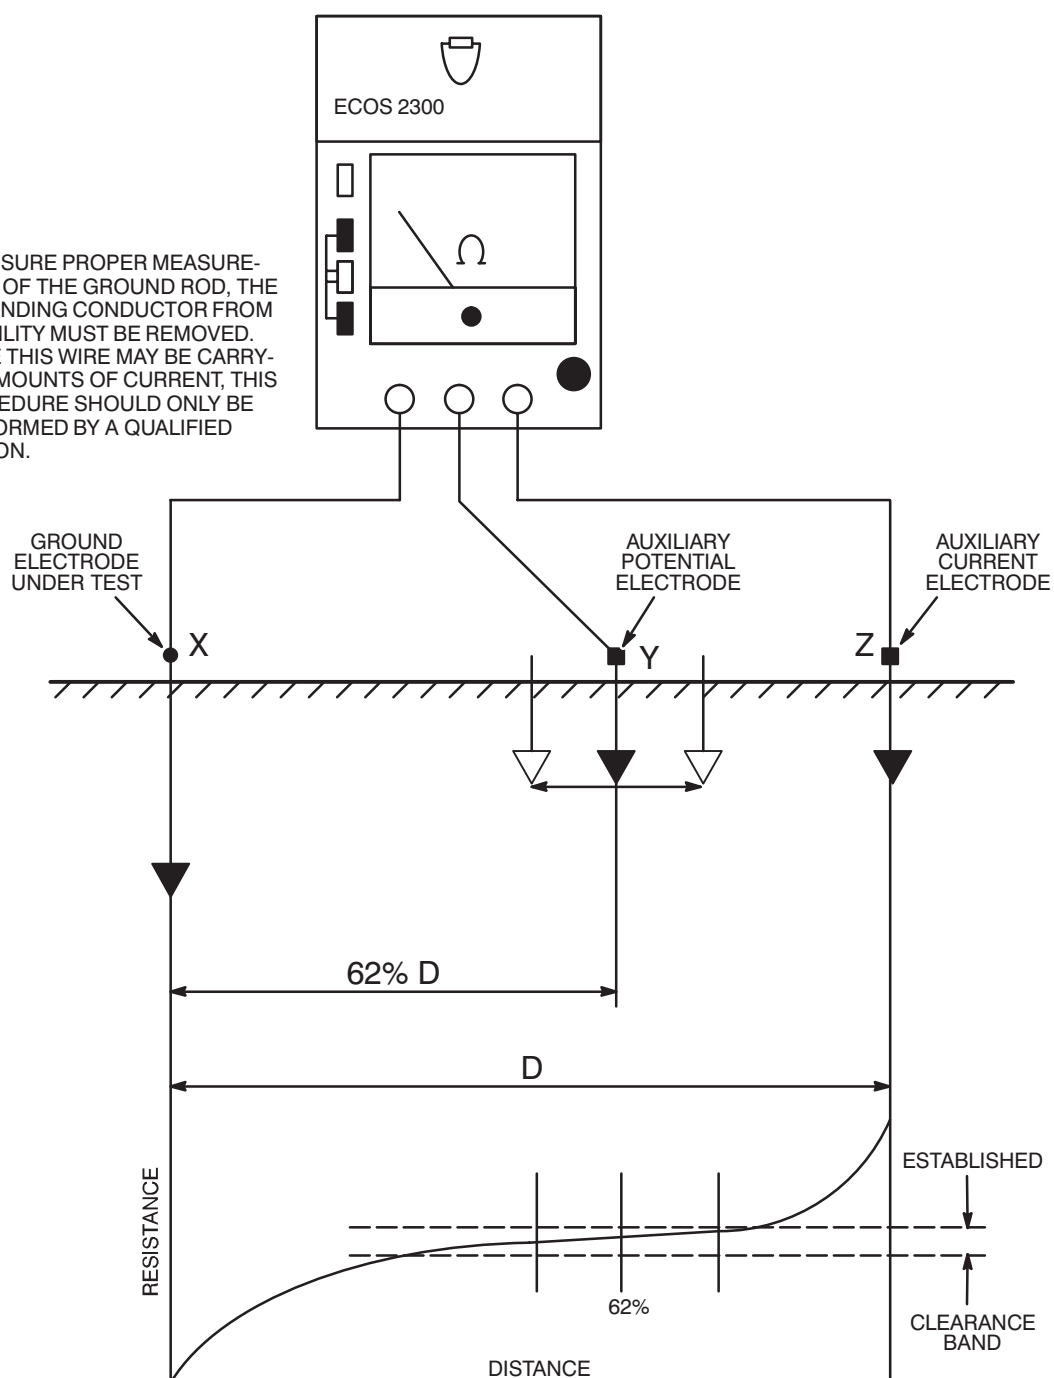 ECOS 2300
SURE PROPER MEASURE-
OF THE GROUND ROD, THE
NDING CONDUCTOR FROM
ILITY MUST BE REMOVED.
THIS WIRE MAY BE CARRY-
MOUNTS OF CURRENT, THIS
EDURE SHOULD ONLY BE
ORMED BY A QUALIFIED
ON.
Ω
GROUND
ELECTRODE
UNDER TEST
AUXILIARY
POTENTIAL
ELECTRODE
AUXILIARY
CURRENT
ELECTRODE
X
Y
Z
62% D
D
RESISTANCE
ESTABLISHED
62%
CLEARANCE
BAND
DISTANCE